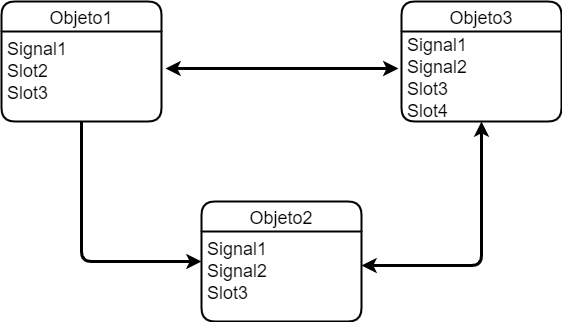 Objeto1
Signal1
Slot2
Slot3
Objeto3
Signal1
Signal2
Slot3
Slot4
Objeto2
Signal1
Signal2
Slot3